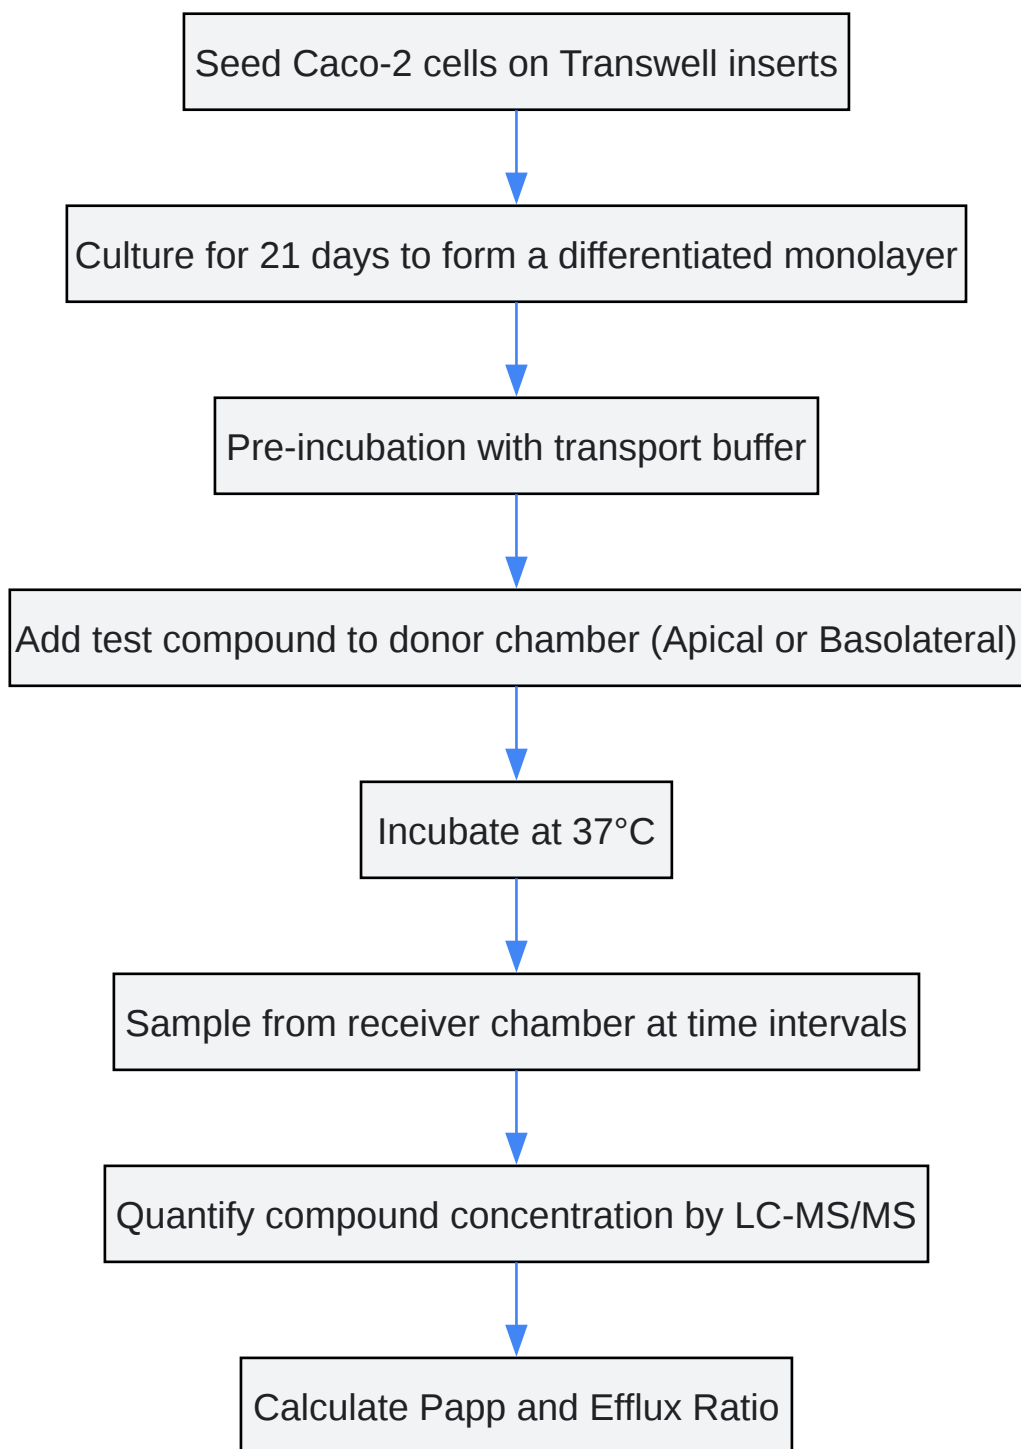 Seed Caco-2 cells on Transwell inserts
Culture for 21 days to form a differentiated monolayer
Pre-incubation with transport buffer
Add test compound to donor chamber (Apical or Basolateral)
Incubate at 37°C
Sample from receiver chamber at time intervals
Quantify compound concentration by LC-MS/MS
Calculate Papp and Efflux Ratio